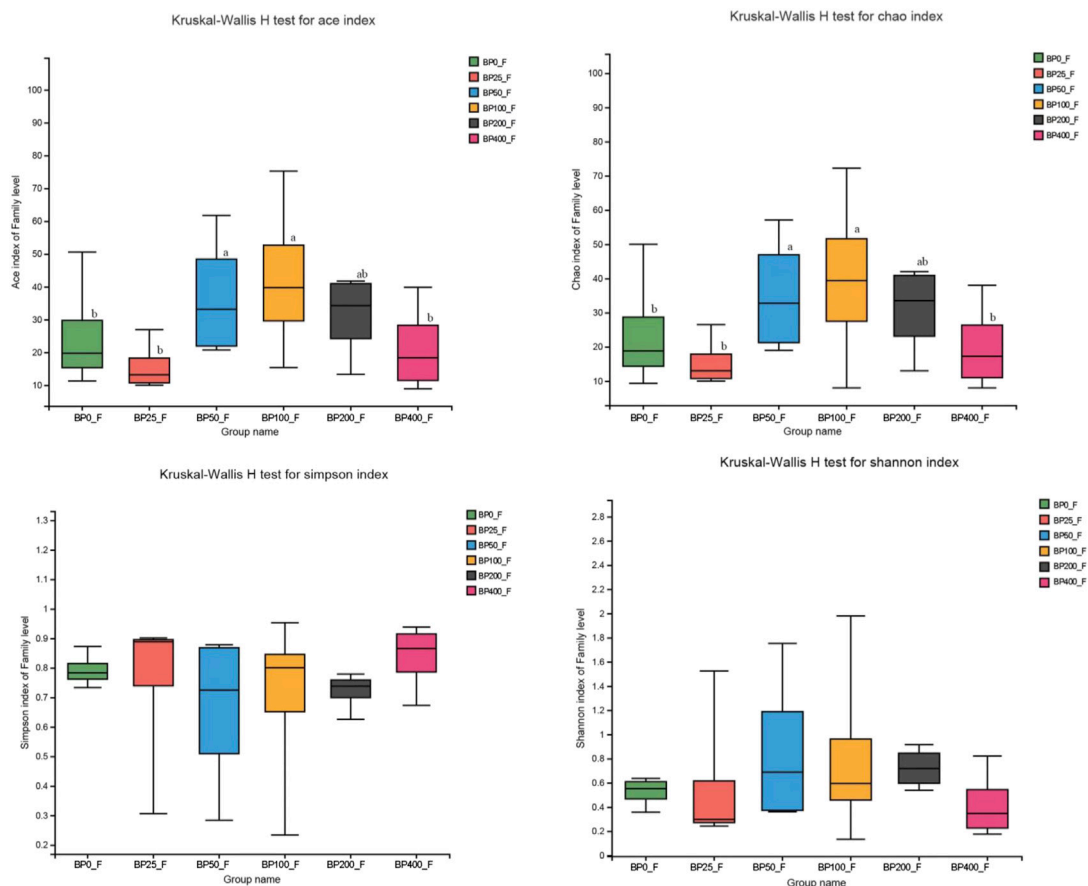 Kruskal-Wallis H test for ace index
BP0_F
BP25_F
BP50_F
BP100_F
BP200_F
BP400_F
Ace index of Family level
100
90
80
70
60
50
40
30
20
10
b
b
a
a
ab
b
BP0_F BP25_F BP50_F BP100_F BP200_F BP400_F
Group name
Kruskal-Wallis H test for chao index
BP0_F
BP25_F
BP50_F
BP100_F
BP200_F
BP400_F
Chao index of Family level
100
90
80
70
60
50
40
30
20
10
b
b
a
a
ab
b
BP0_F BP25_F BP50_F BP100_F BP200_F BP400_F
Group name
Kruskal-Wallis H test for simpson index
BP0_F
BP25_F
BP50_F
BP100_F
BP200_F
BP400_F
Simpson index of Family level
1.3
1.2
1.1
1
0.9
0.8
0.7
0.6
0.5
0.4
0.3
0.2
BP0_F BP25_F BP50_F BP100_F BP200_F BP400_F
Group name
Kruskal-Wallis H test for shannon index
BP0_F
BP25_F
BP50_F
BP100_F
BP200_F
BP400_F
Shannon index of Family level
2.8
2.6
2.4
2.2
2
1.8
1.6
1.4
1.2
1
0.8
0.6
0.4
0.2
0
BP0_F BP25_F BP50_F BP100_F BP200_F BP400_F
Group name